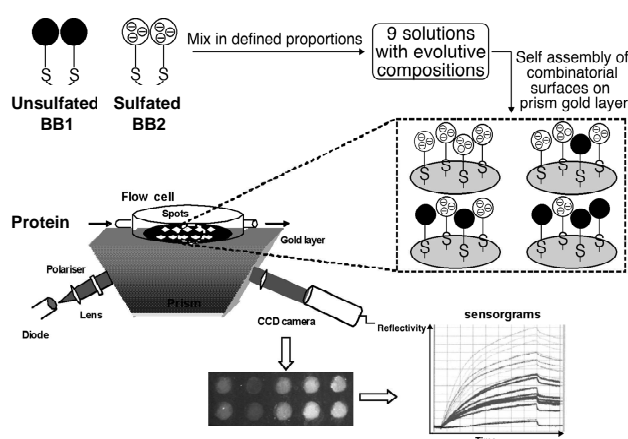 Mix in defined proportions
9 solutions
with evolutive
compositions
Self assembly of
combinatorial
surfaces on
prism gold layer
S S S S
Unsulfated
BB1
Sulfated
BB2
S S S S
S S S S
S S S S
S S S S
Flow cell
Spots
Protein
Gold layer
Polariser
Prism
Lens
Diode
CCD camera
sensorgrams
Reflectivity